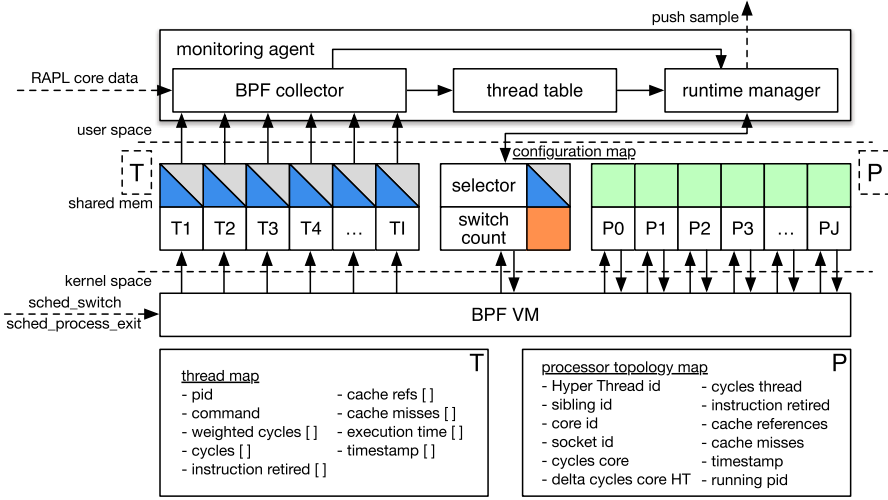 push sample
monitoring agent
RAPL core data
BPF collector
thread table
runtime manager
user space
configuration map
T
P
selector
shared mem
T1
T2
T3
T4
...
TI
switch
count
P0
P1
P2
P3
...
PJ
kernel space
sched_switch
sched_process_exit
BPF VM
T
thread map
- pid
- command
- weighted cycles [ ]
- cycles [ ]
- instruction retired [ ]
- cache refs [ ]
- cache misses [ ]
- execution time [ ]
- timestamp [ ]
P
processor topology map
- Hyper Thread id
- sibling id
- core id
- socket id
- cycles core
- delta cycles core HT
- cycles thread
- instruction retired
- cache references
- cache misses
- timestamp
- running pid